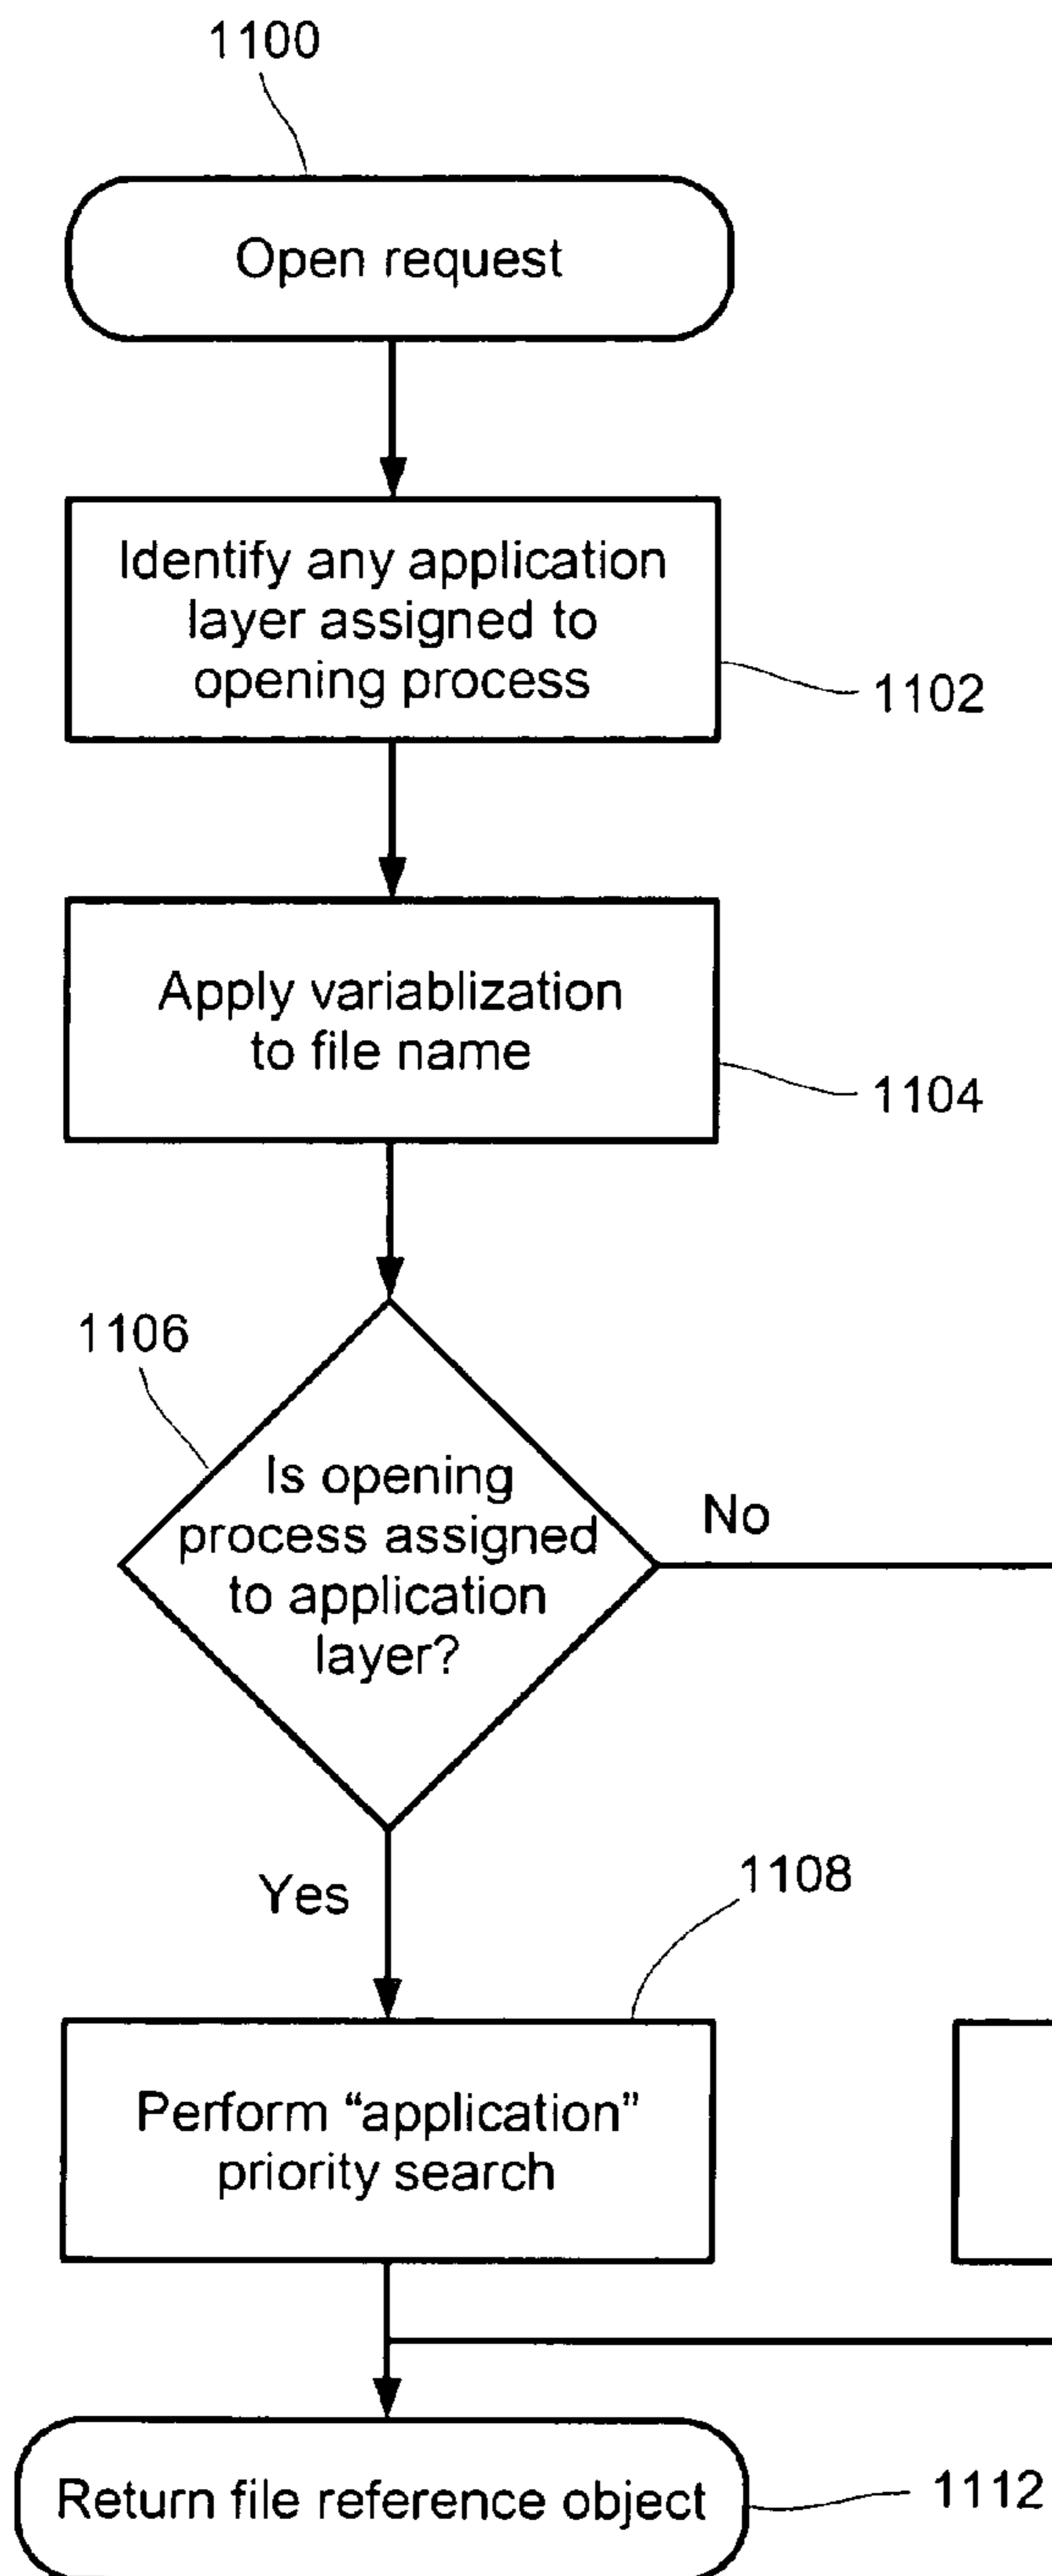 1100
Open request
Identify any application
layer assigned to
opening process
1102
Apply variablization
to file name
1104
1106
Is opening
process assigned
to application
layer?
No
Yes
1108
Perform “application”
priority search
Return file reference object
1112